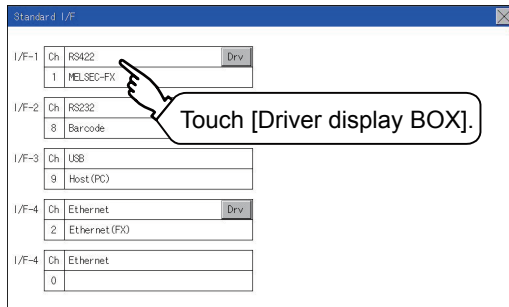 Standard I/F
I/F-1 Ch RS422 Drv
1 MELSEC-FX
I/F-2 Ch RS232
8 Barcode
Touch [Driver display BOX].
I/F-3 Ch USB
9 Host(PC)
I/F-4 Ch Ethernet Drv
2 Ethernet(FX)
I/F-4 Ch Ethernet
0